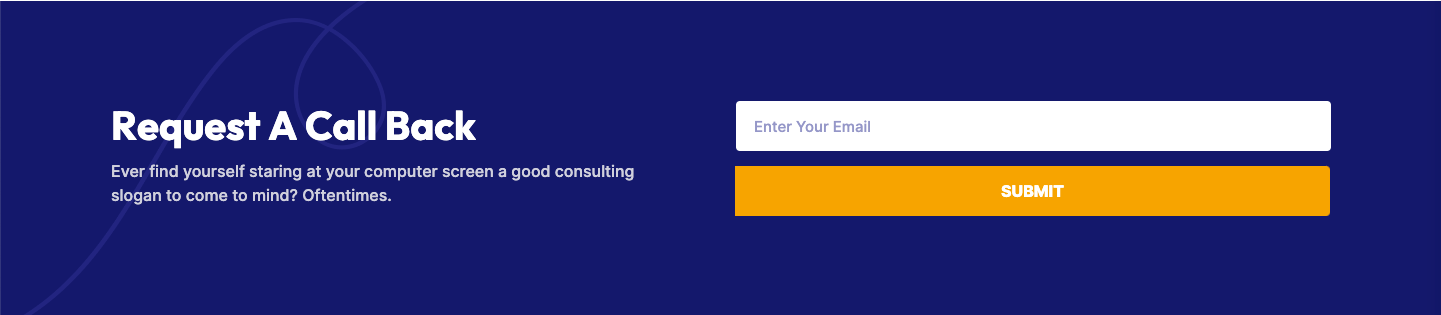 Request A Call Back
Ever find yourself staring at your computer screen a good consulting
slogan to come to mind? Oftentimes.
Enter Your Email
SUBMIT